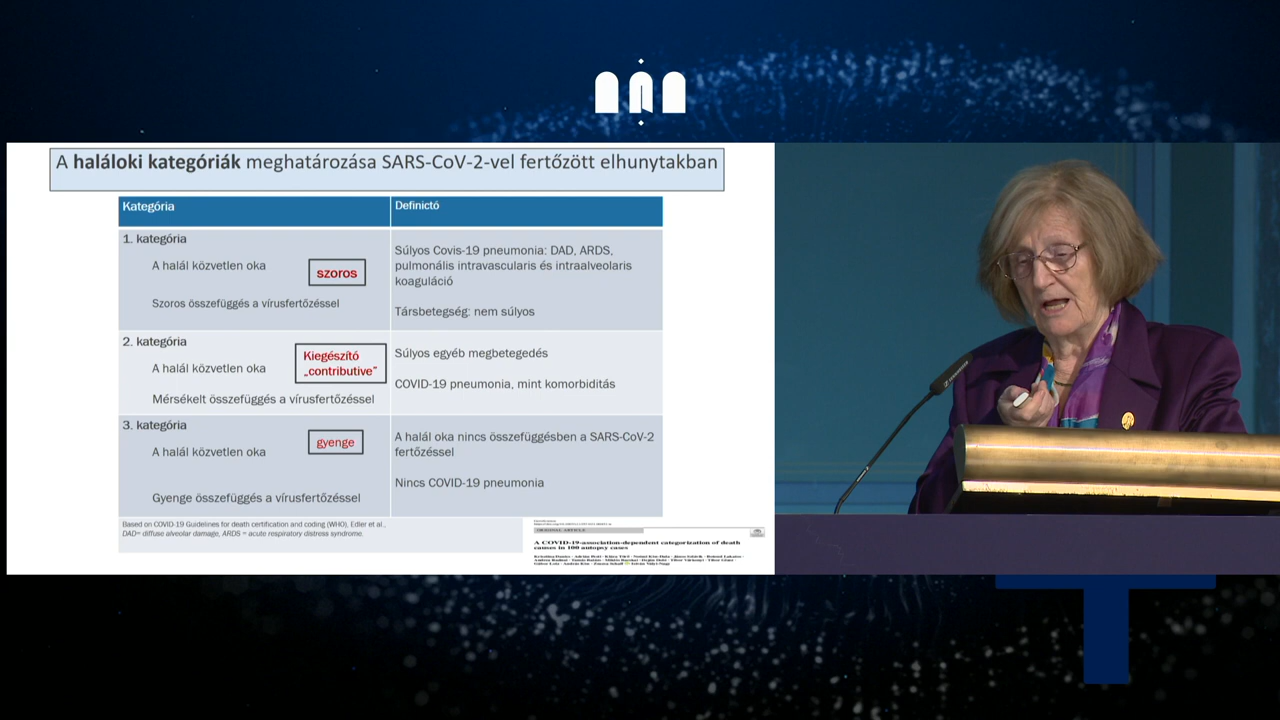 A haláloki kategóriák meghatározása SARS-CoV-2-vel fertőzött elhunytakban
Kategória
Definíctó
1. kategória
A halál közvetlen oka
szoros
Szoros összefüggés a vírusfertőzéssel
Súlyos Covis-19 pneumonia: DAD, ARDS,
pulmonális intravascularis és intraalveolaris
koaguláció
Társbetegség: nem súlyos
2. kategória
A halál közvetlen oka
Kiegészítő
„contributive”
Mérsékelt összefüggés a vírusfertőzéssel
Súlyos egyéb megbetegedés
COVID-19 pneumonia, mint komorbiditás
3. kategória
A halál közvetlen oka
gyenge
Gyenge összefüggés a vírusfertőzéssel
A halál oka nincs összefüggésben a SARS-CoV-2
fertőzéssel
Nincs COVID-19 pneumonia
Based on COVID-19 Guidelines for death certification and coding (WHO). Edler et al.,
DAD= diffuse alveolar damage, ARDS = acute respiratory distress syndrome.
ORIGINAL ARTICLE
A COVID-19-association-dependent categorization of death
causes in 100 autopsy cases